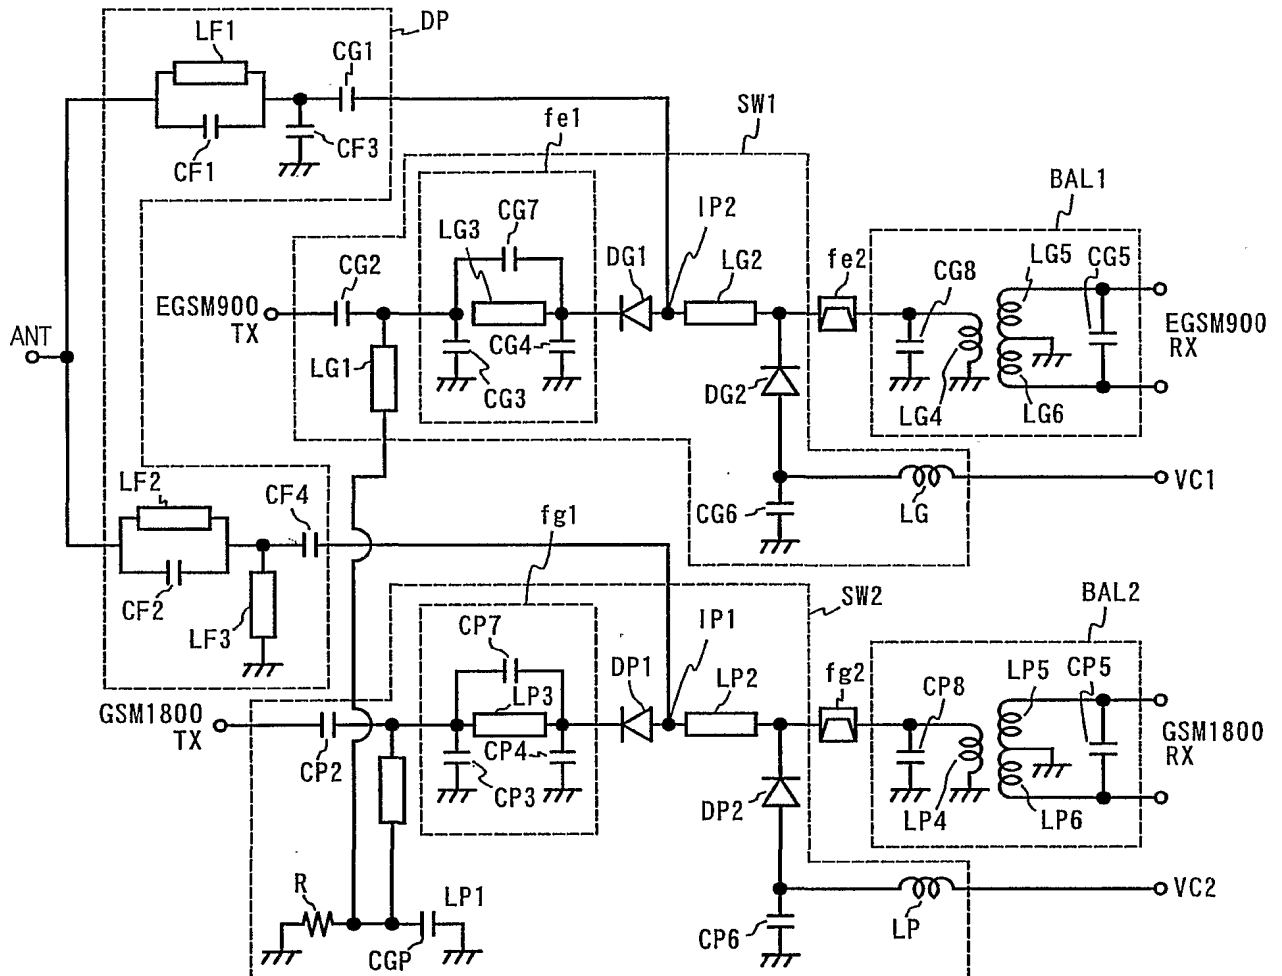 LF1
DP
CG1
SW1
fe1
CF3
CF1
BAL1
IP2
CG7
LG3
DG1
LG2
fe2
CG8
LG5
CG5
CG2
EGSM900
TX
EGSM900
RX
ANT
CG4
LG1
CG3
DG2
LG4
LG6
LF2
CF4
fg1
CG6
LG
VC1
CF2
LF3
SW2
BAL2
CP7
IP1
DP1
LP2
fg2
CP8
LP5
CP5
LP3
GSM1800
TX
GSM1800
RX
CP4
CP2
CP3
DP2
LP4
LP6
R
LP1
VC2
CP6
LP
CGP